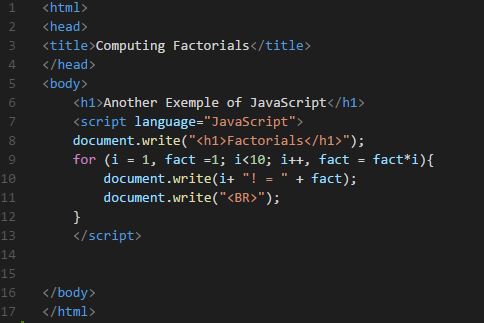 1 <html>
2 <head>
3 <title>Computing Factorials</title>
4 </head>
5 <body>
6 <h1>Another Exemple of JavaScript</h1>
7 <script language="JavaScript">
8 document.write("<h1>Factorials</h1>");
9 for (i = 1, fact =1; i<10; i++, fact = fact*i){
10 document.write(i+ "! = " + fact);
11 document.write("<BR>");
12 }
13 </script>
14
15
16 </body>
17 </html>